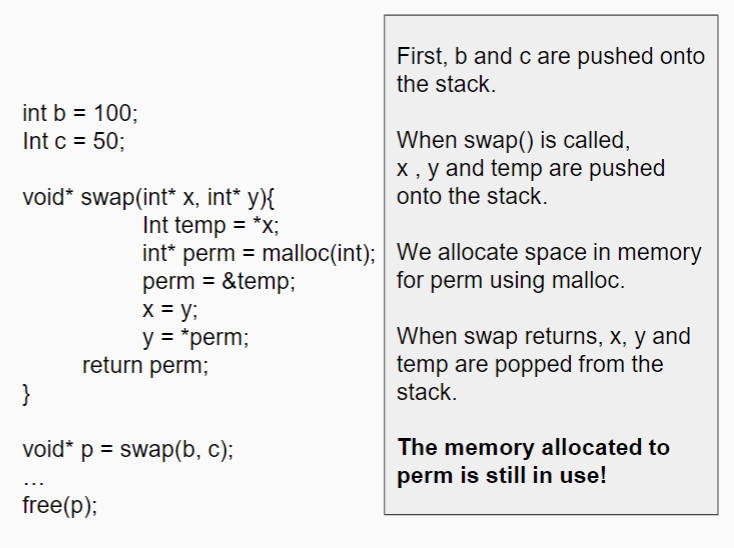 int b = 100;
Int c = 50;
void* swap(int* x, int* y){
Int temp = *x;
int* perm = malloc(int);
perm = &temp;
x = y;
y = *perm;
return perm;
}
void* p = swap(b, c);
...
free(p);
First, b and c are pushed onto
the stack.
When swap() is called,
x , y and temp are pushed
onto the stack.
We allocate space in memory
for perm using malloc.
When swap returns, x, y and
temp are popped from the
stack.
The memory allocated to
perm is still in use!